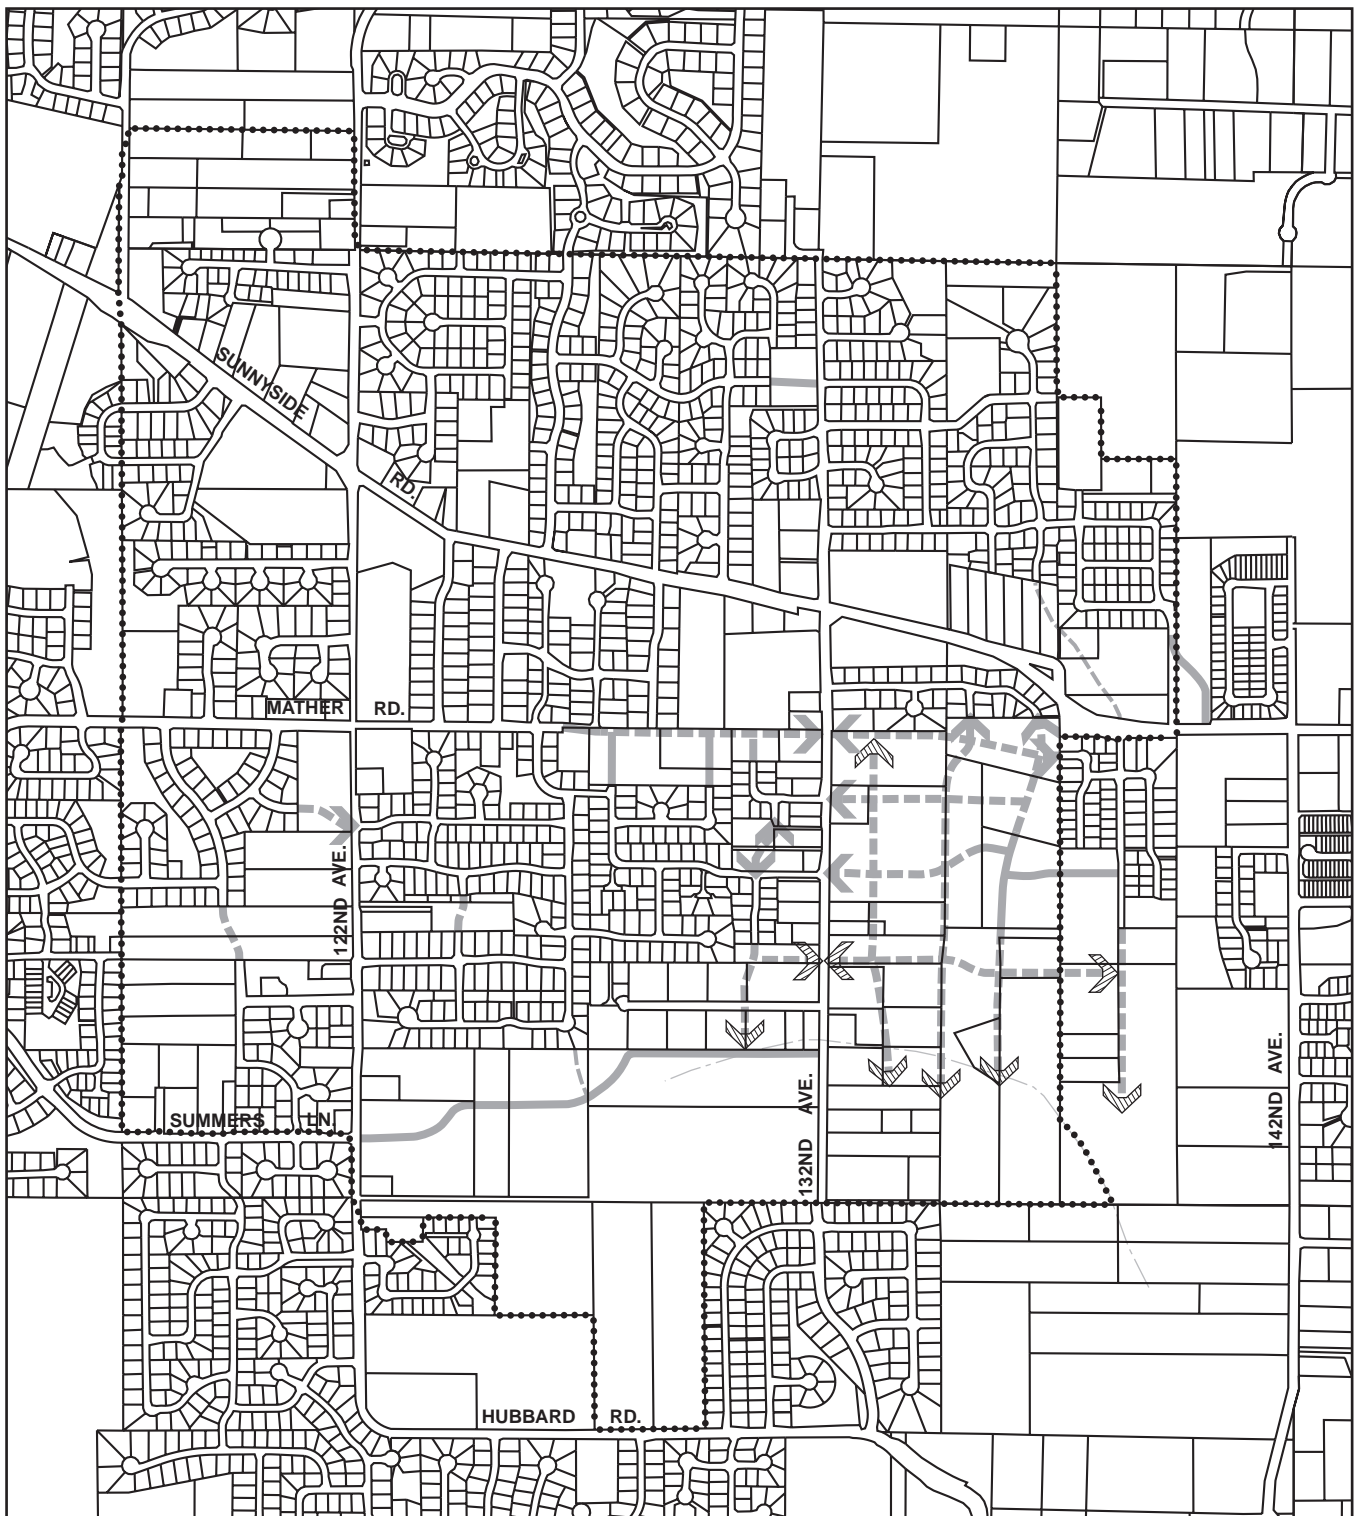 SUNNYSIDE
RD.
MATHER RD.
122ND AVE.
142ND AVE.
132ND AVE.
SUMMERS LN.
HUBBARD RD.